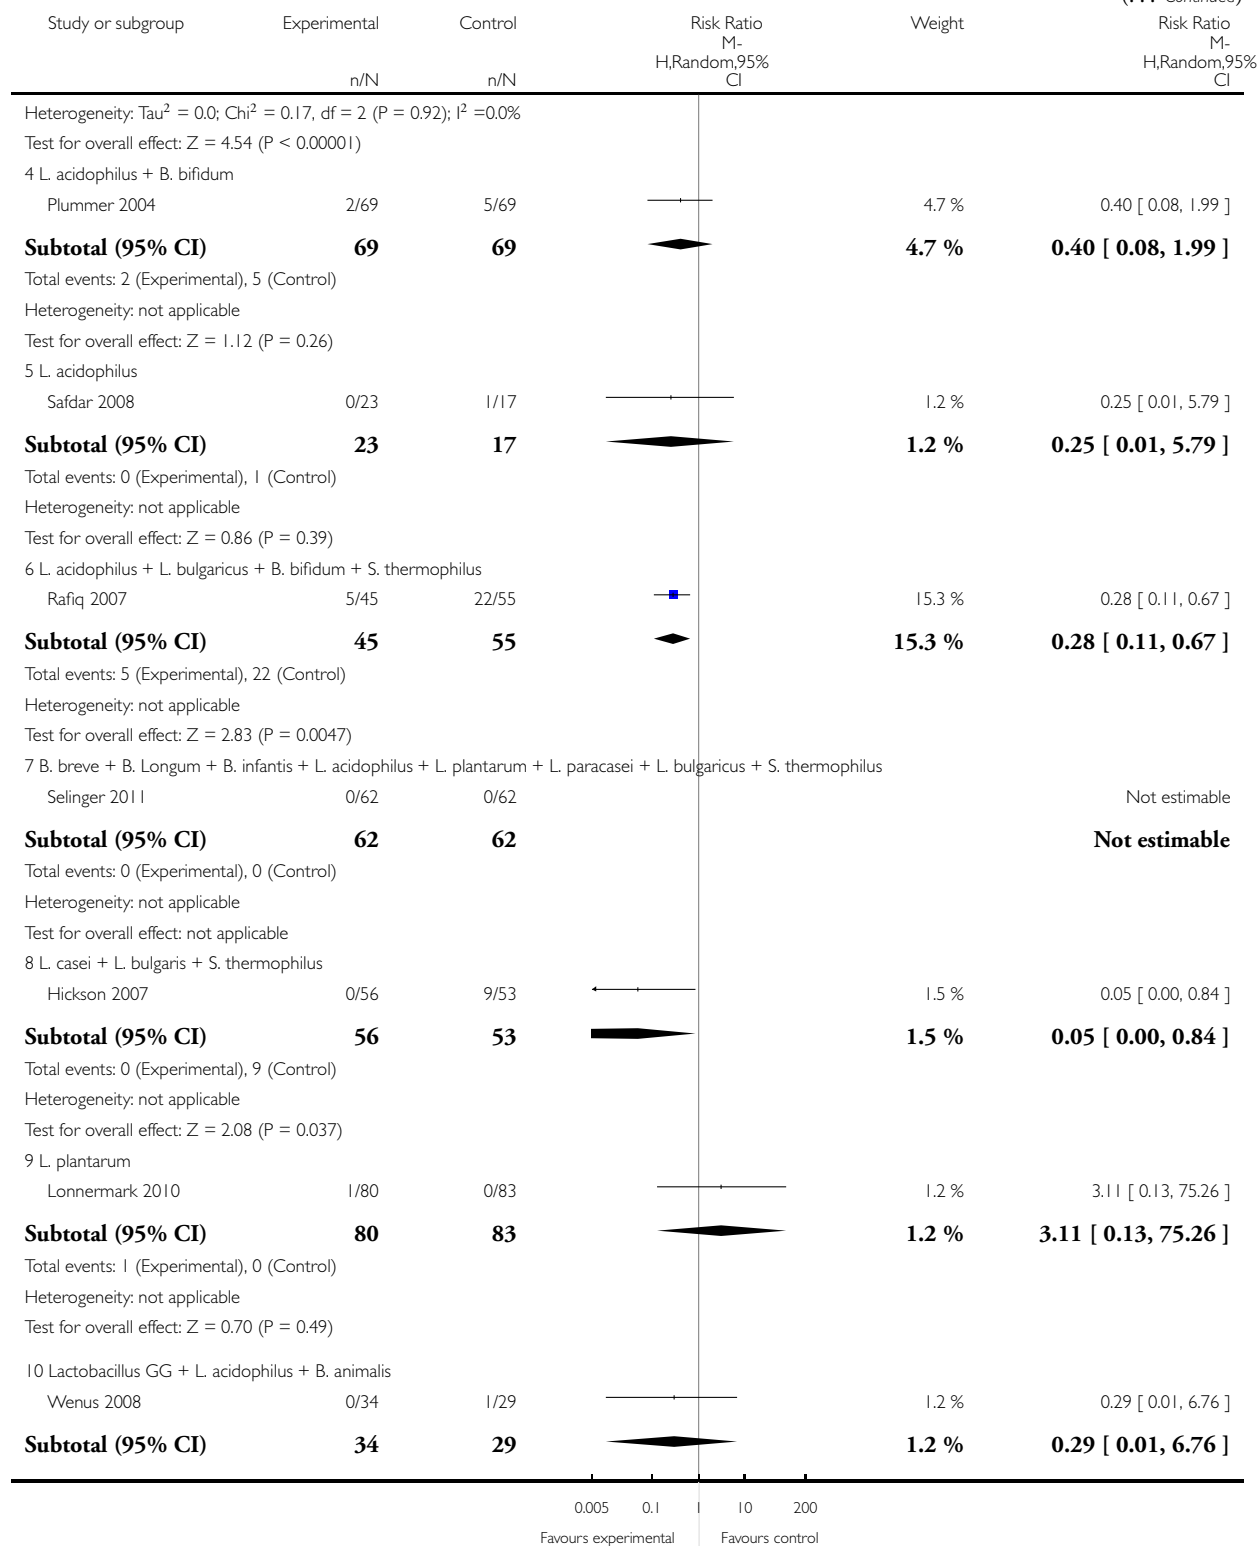 Continued)
Study or subgroup Experimental Control Risk Ratio Weight Risk Ratio
M- M-
H,Random,95% H,Random,95%
n/N n/N CI CI
Heterogeneity: Tau² = 0.0; Chi² = 0.17, df = 2 (P = 0.92); I² =0.0%
Test for overall effect: Z = 4.54 (P < 0.00001)
4 L. acidophilus + B. bifidum
Plummer 2004 2/69 5/69 4.7 % 0.40 [ 0.08, 1.99 ]
Subtotal (95% CI) 69 69 4.7 % 0.40 [ 0.08, 1.99 ]
Total events: 2 (Experimental), 5 (Control)
Heterogeneity: not applicable
Test for overall effect: Z = 1.12 (P = 0.26)
5 L. acidophilus
Safdar 2008 0/23 1/17 1.2 % 0.25 [ 0.01, 5.79 ]
Subtotal (95% CI) 23 17 1.2 % 0.25 [ 0.01, 5.79 ]
Total events: 0 (Experimental), 1 (Control)
Heterogeneity: not applicable
Test for overall effect: Z = 0.86 (P = 0.39)
6 L. acidophilus + L. bulgaricus + B. bifidum + S. thermophilus
Rafiq 2007 5/45 22/55 15.3 % 0.28 [ 0.11, 0.67 ]
Subtotal (95% CI) 45 55 15.3 % 0.28 [ 0.11, 0.67 ]
Total events: 5 (Experimental), 22 (Control)
Heterogeneity: not applicable
Test for overall effect: Z = 2.83 (P = 0.0047)
7 B. breve + B. Longum + B. infantis + L. acidophilus + L. plantarum + L. paracasei + L. bulgaricus + S. thermophilus
Selinger 2011 0/62 0/62 Not estimable
Subtotal (95% CI) 62 62 Not estimable
Total events: 0 (Experimental), 0 (Control)
Heterogeneity: not applicable
Test for overall effect: not applicable
8 L. casei + L. bulgaris + S. thermophilus
Hickson 2007 0/56 9/53 1.5 % 0.05 [ 0.00, 0.84 ]
Subtotal (95% CI) 56 53 1.5 % 0.05 [ 0.00, 0.84 ]
Total events: 0 (Experimental), 9 (Control)
Heterogeneity: not applicable
Test for overall effect: Z = 2.08 (P = 0.037)
9 L. plantarum
Lonnermark 2010 1/80 0/83 1.2 % 3.11 [ 0.13, 75.26 ]
Subtotal (95% CI) 80 83 1.2 % 3.11 [ 0.13, 75.26 ]
Total events: 1 (Experimental), 0 (Control)
Heterogeneity: not applicable
Test for overall effect: Z = 0.70 (P = 0.49)
10 Lactobacillus GG + L. acidophilus + B. animalis
Wenus 2008 0/34 1/29 1.2 % 0.29 [ 0.01, 6.76 ]
Subtotal (95% CI) 34 29 1.2 % 0.29 [ 0.01, 6.76 ]
0.005 0.1 1 10 200
Favours experimental Favours control